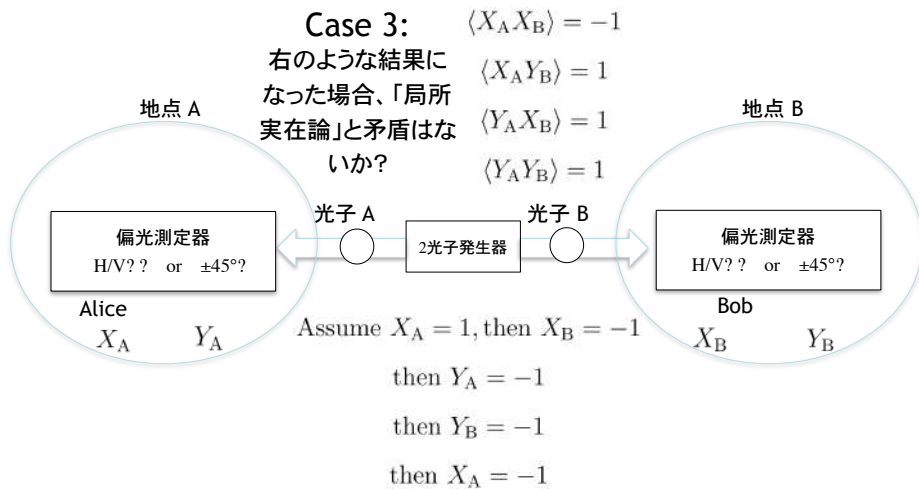 Case 3:
右のような結果に
なった場合、「局所
実在論」と矛盾はな
いか?
⟨X_A X_B⟩ = −1
⟨X_A Y_B⟩ = 1
⟨Y_A X_B⟩ = 1
⟨Y_A Y_B⟩ = 1
地点 A
地点 B
光子 A
光子 B
偏光測定器
H/V? ? or ±45°?
2光子発生器
偏光測定器
H/V? ? or ±45°?
Alice
X_A Y_A
Bob
X_B Y_B
Assume X_A = 1, then X_B = −1
then Y_A = −1
then Y_B = −1
then X_A = −1